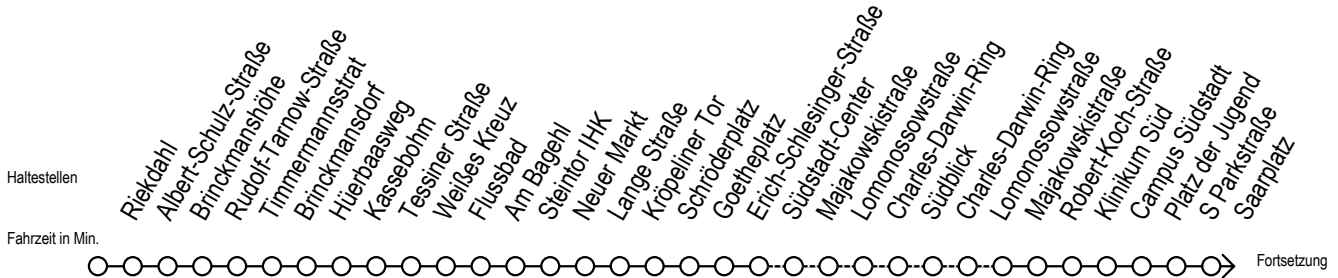 Haltestellen
Riekdahl
Albert-Schulz-Straße
Brinckmanshöhe
Rudolf-Tarnow-Straße
Timmermannsstrat
Brinckmansdorf
Hüerbaasweg
Kassebohm
Tessiner Straße
Weißes Kreuz
Flussbad
Am Bagehl
Steintor IHK
Neuer Markt
Lange Straße
Kröpeliner Tor
Schröderplatz
Goetheplatz
Erich-Schlesinger-Straße
Südstadt-Center
Majakowskistraße
Lomonossowstraße
Charles-Darwin-Ring
Südblick
Charles-Darwin-Ring
Lomonossowstraße
Majakowskistraße
Robert-Koch-Straße
Klinikum Süd
Campus Südstadt
Platz der Jugend
S Parkstraße
Saarplatz
Fahrzeit in Min.
Fortsetzung